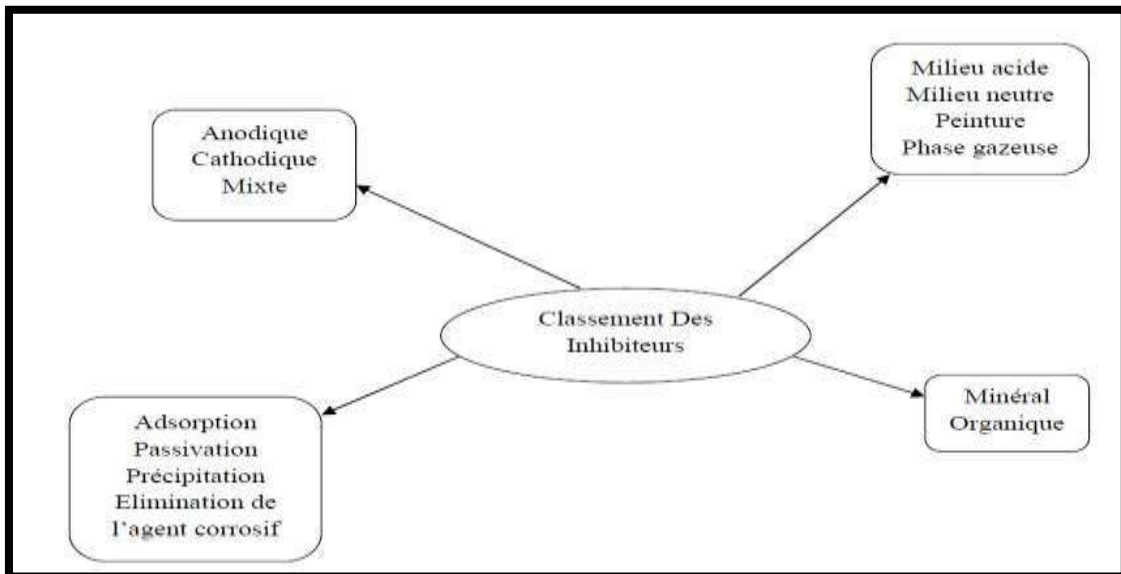 Anodique
Cathodique
Mixte
Milieu acide
Milieu neutre
Peinture
Phase gazeuse
Classement Des
Inhibiteurs
Adsorption
Passivation
Précipitation
Elimination de
l'agent corrosif
Minéral
Organique